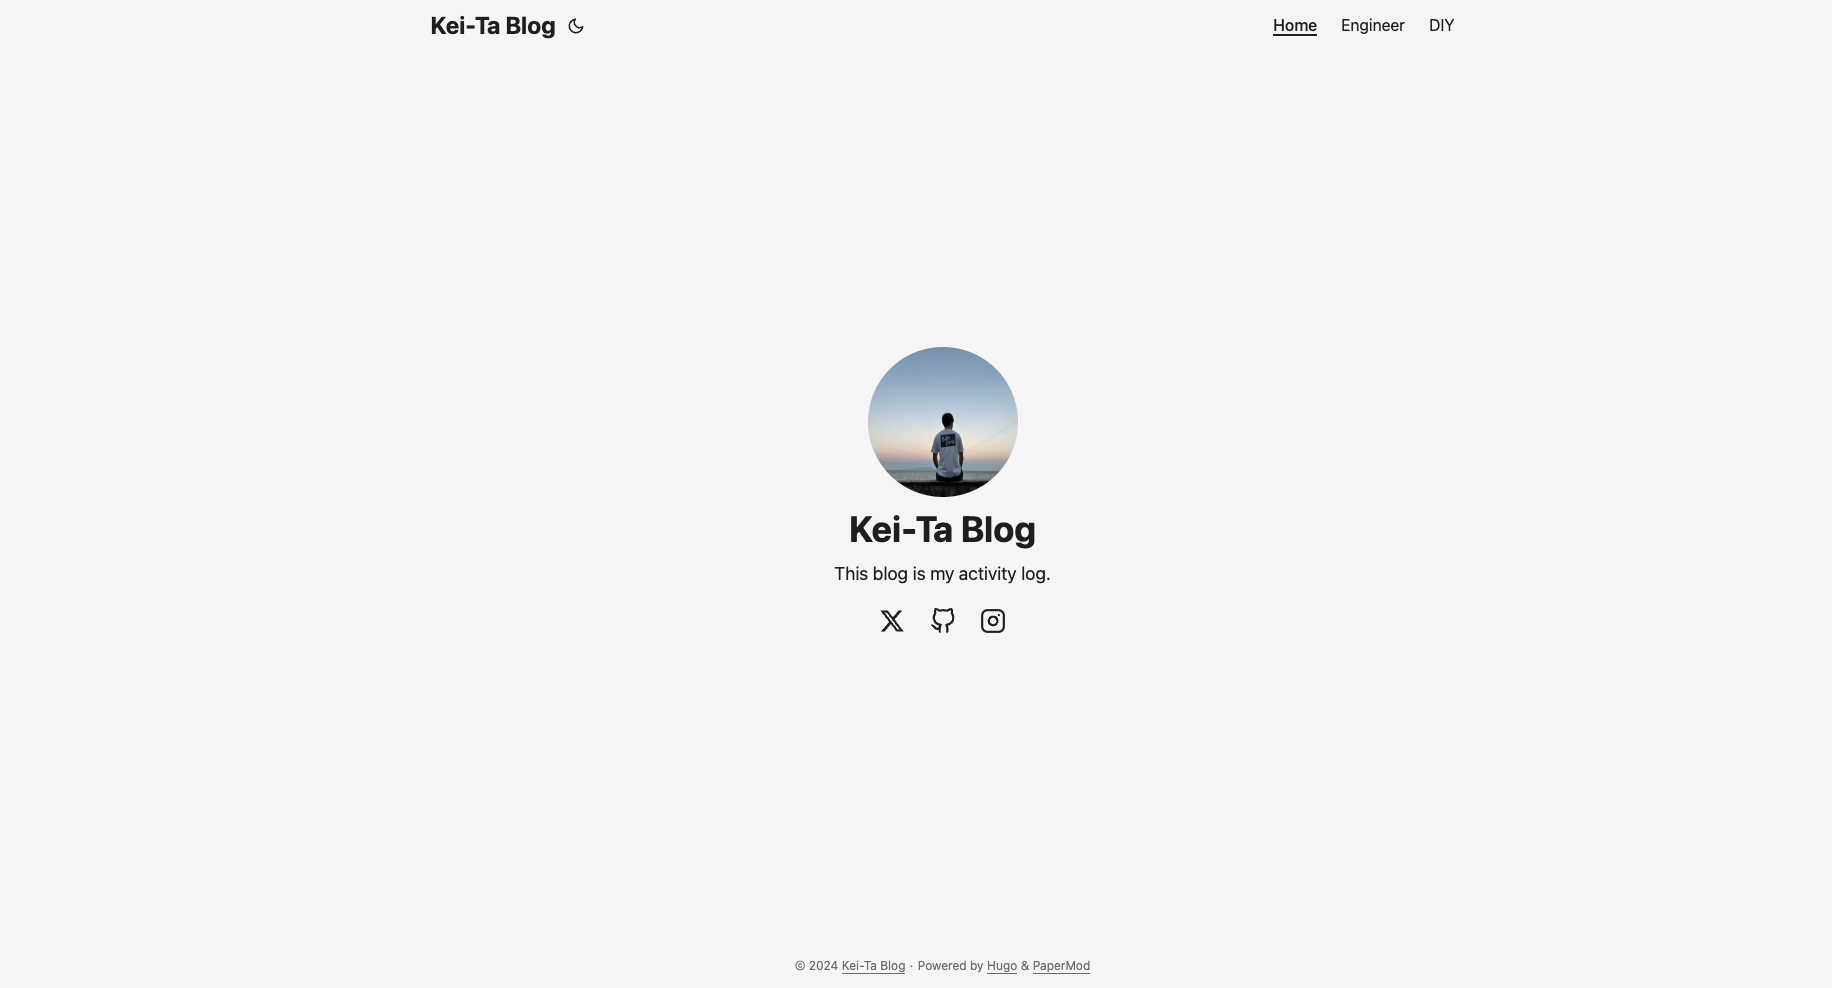 Kei-Ta Blog
Home Engineer DIY
Kei-Ta Blog
This blog is my activity log.
© 2024 Kei-Ta Blog · Powered by Hugo & PaperMod